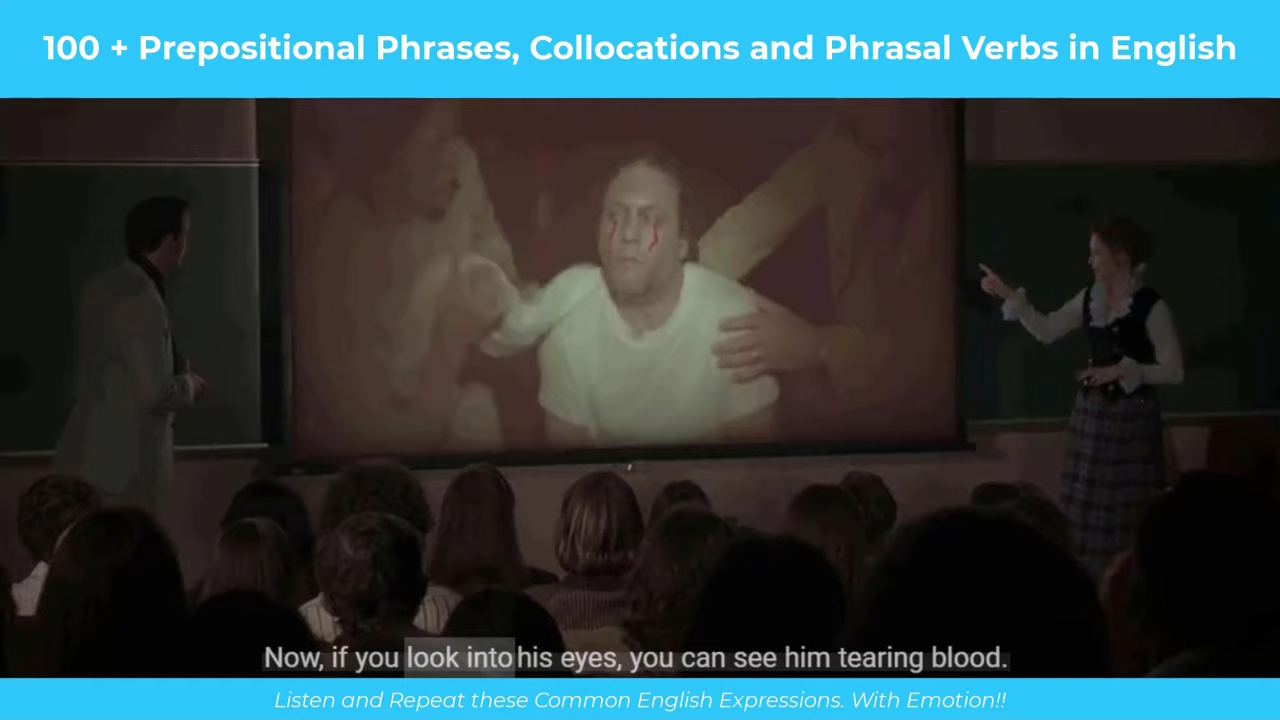 100 + Prepositional Phrases, Collocations and Phrasal Verbs in English
Now, if you look into his eyes, you can see him tearing blood.
Listen and Repeat these Common English Expressions. With Emotion!!